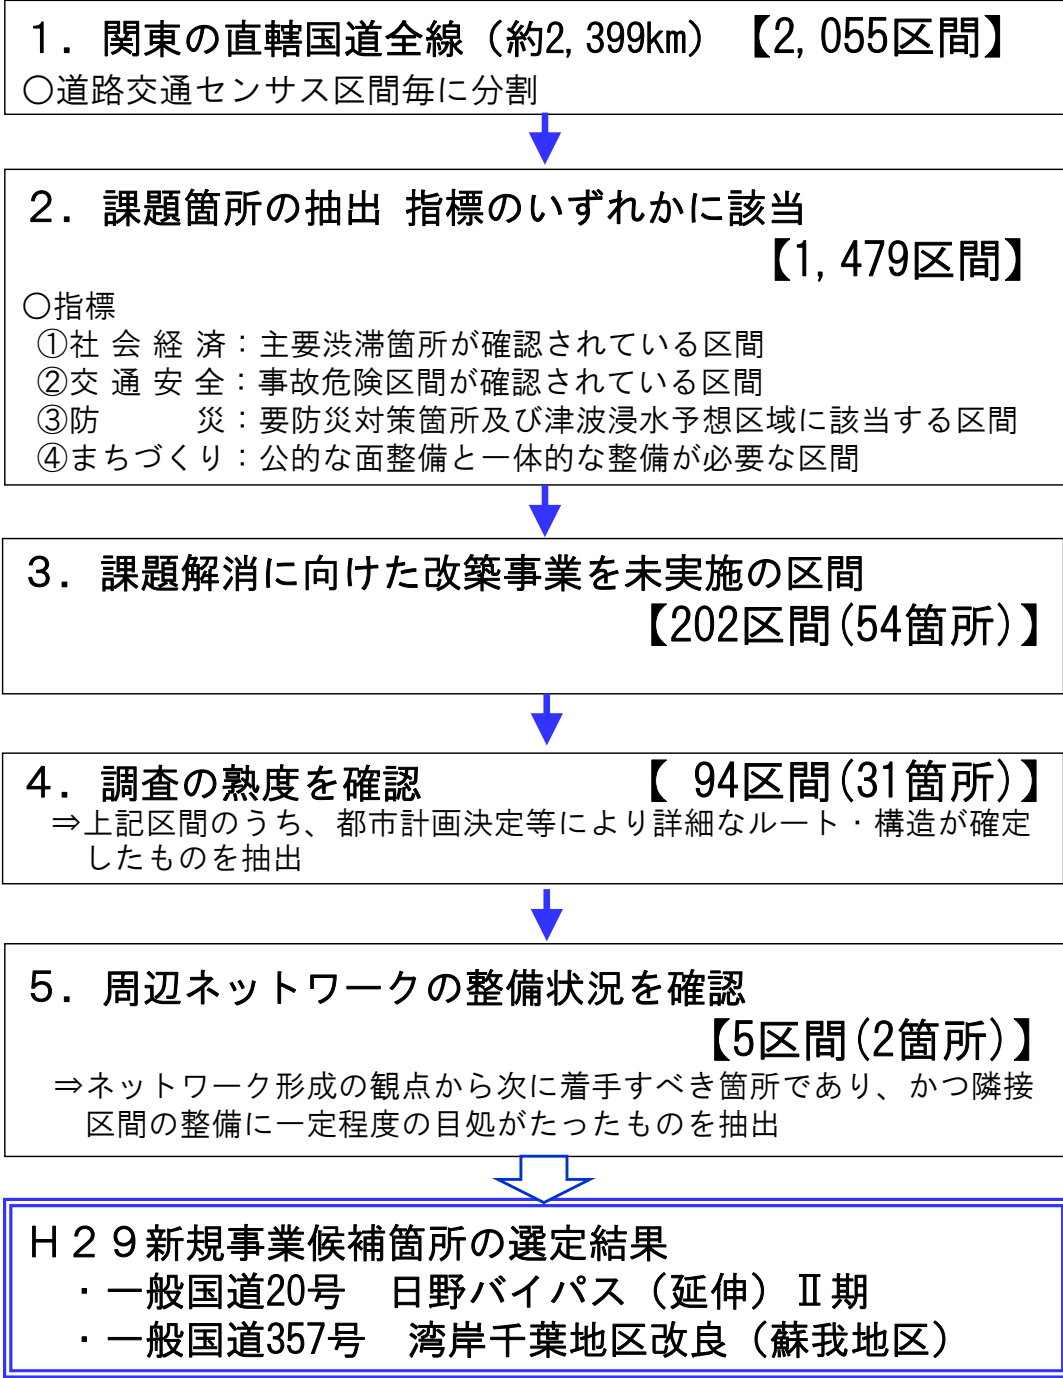 １．関東の直轄国道全線（約2,399km）【2,055区間】
○道路交通センサス区間毎に分割
２．課題箇所の抽出 指標のいずれかに該当
【1,479区間】
○指標
①社会経済：主要渋滞箇所が確認されている区間
②交通安全：事故危険区間が確認されている区間
③防　　災：要防災対策箇所及び津波浸水予想区域に該当する区間
④まちづくり：公的な面整備と一体的な整備が必要な区間
３．課題解消に向けた改築事業を未実施の区間
【202区間(54箇所)】
４．調査の熟度を確認　【 94区間(31箇所)】
⇒上記区間のうち、都市計画決定等により詳細なルート・構造が確定
したものを抽出
５．周辺ネットワークの整備状況を確認
【5区間(2箇所)】
⇒ネットワーク形成の観点から次に着手すべき箇所であり、かつ隣接
区間の整備に一定程度の目処がたったものを抽出
Ｈ２９新規事業候補箇所の選定結果
・一般国道20号　日野バイパス（延伸）Ⅱ期
・一般国道357号　湾岸千葉地区改良（蘇我地区）